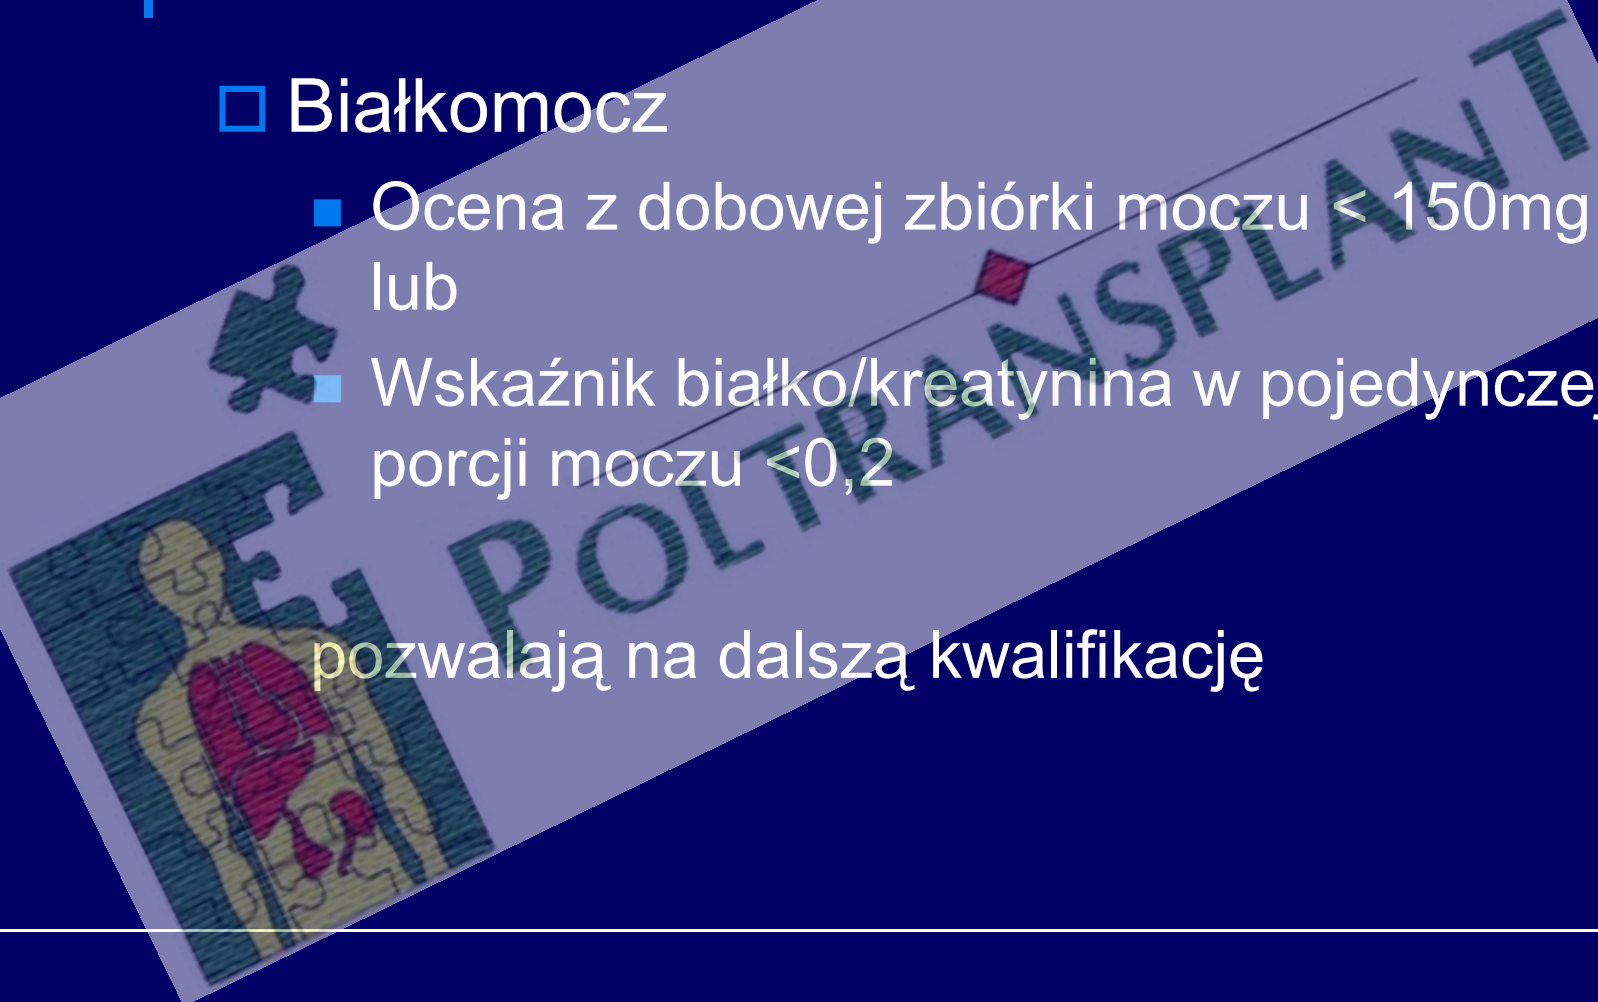 Białkomocz
Ocena z dobowej zbiórki moczu < 150mg
lub
Wskaźnik białko/kreatynina w pojedynczej
porcji moczu <0,2
pozwalają na dalszą kwalifikację
POLTRANSPLANT